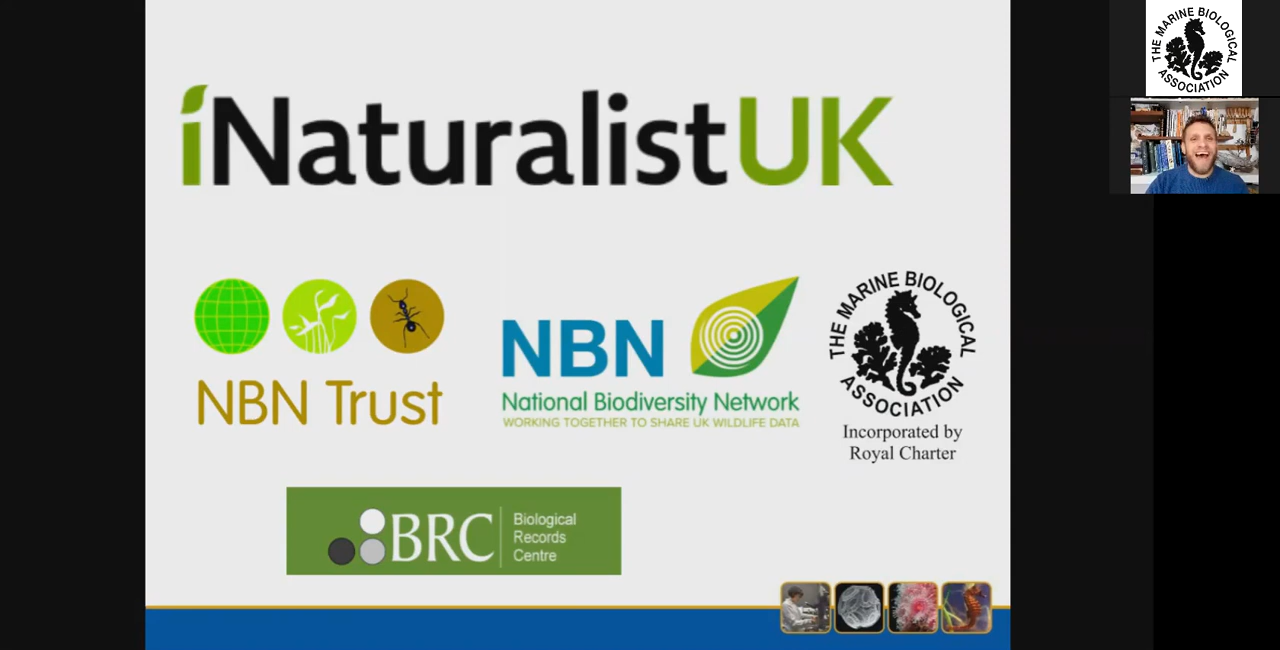 iNaturalistUK
NBN Trust
NBN
National Biodiversity Network
WORKING TOGETHER TO SHARE UK WILDLIFE DATA
THE MARINE BIOLOGICAL
ASSOCIATION
Incorporated by
Royal Charter
BRC
Biological
Records
Centre
THE MARINE BIOLOGICAL
ASSOCIATION